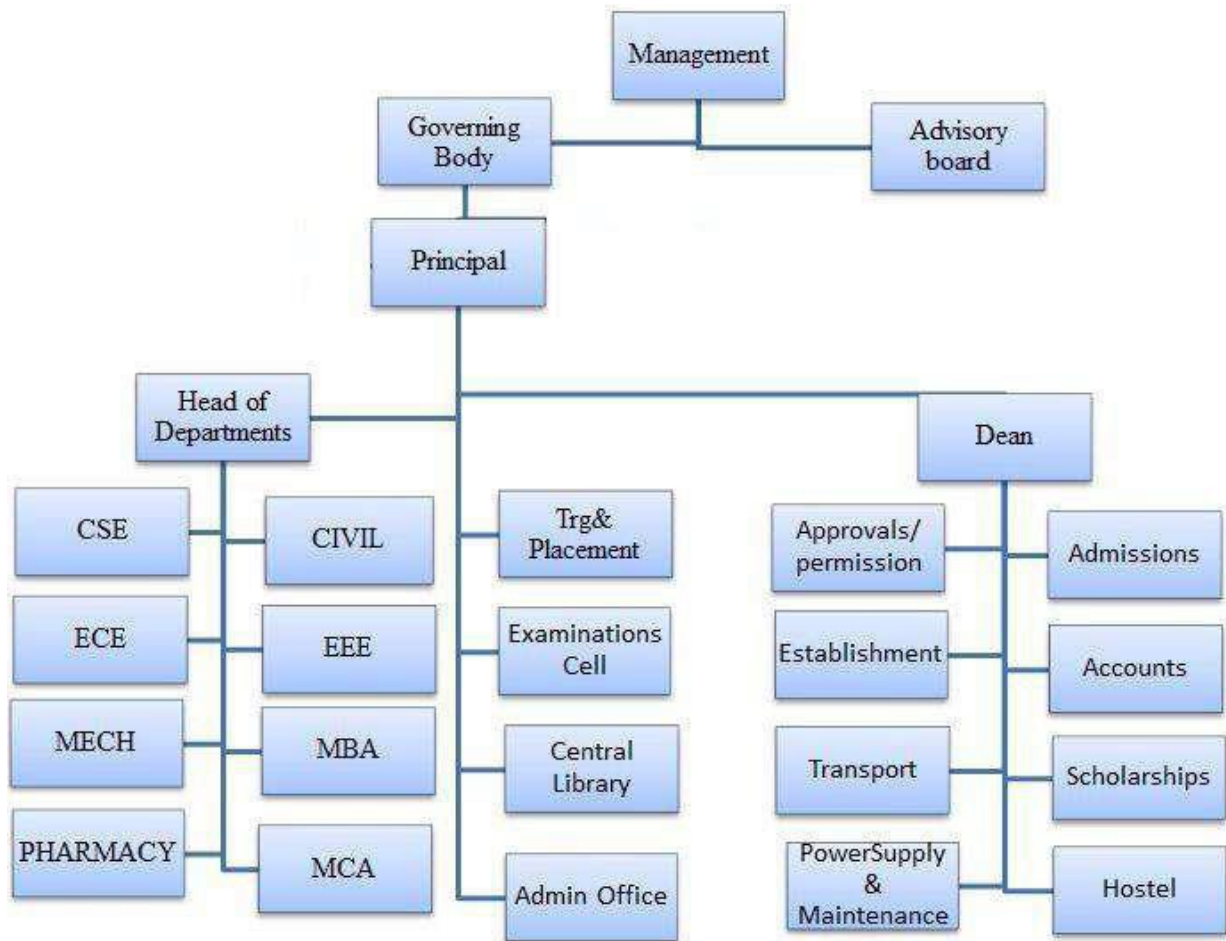 Management
Governing
Body
Advisory
board
Principal
Head of
Departments
Dean
CSE
CIVIL
ECE
EEE
MECH
MBA
PHARMACY
MCA
Trg&
Placement
Examinations
Cell
Central
Library
Admin Office
Approvals/
permission
Admissions
Establishment
Accounts
Transport
Scholarships
PowerSupply
&
Maintenance
Hostel